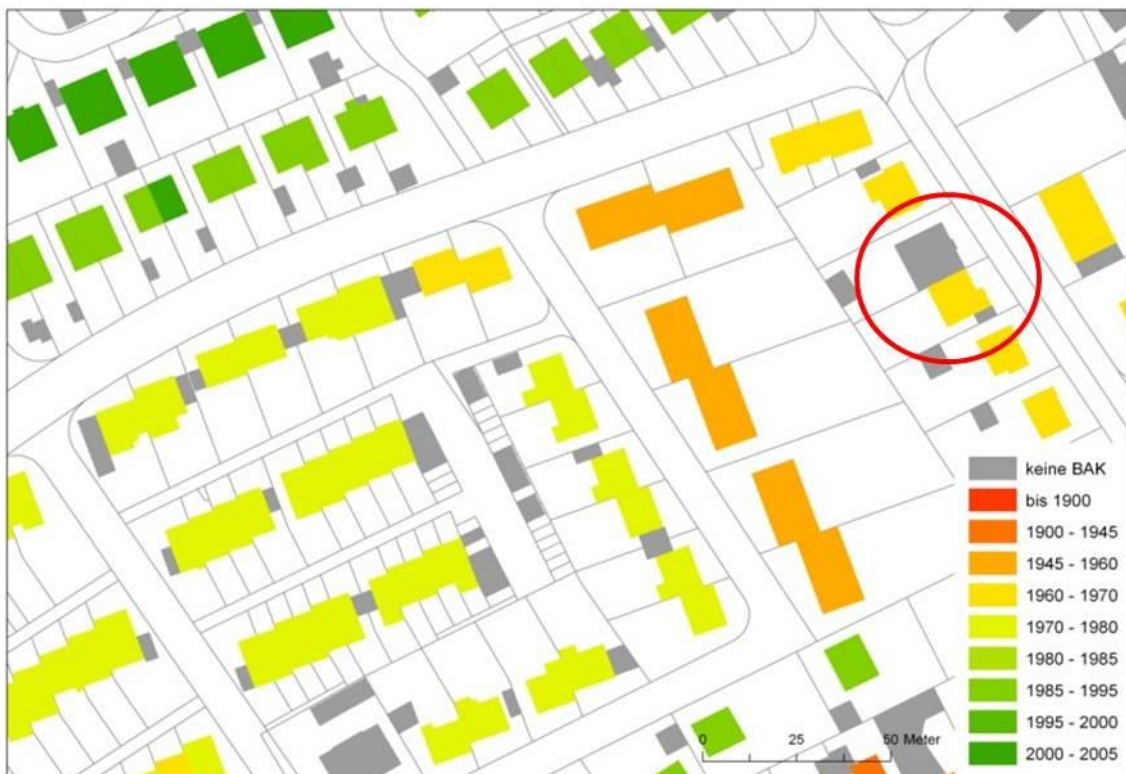 keine BAK
bis 1900
1900 - 1945
1945 - 1960
1960 - 1970
1970 - 1980
1980 - 1985
1985 - 1995
1995 - 2000
2000 - 2005
0 25 50 Meter